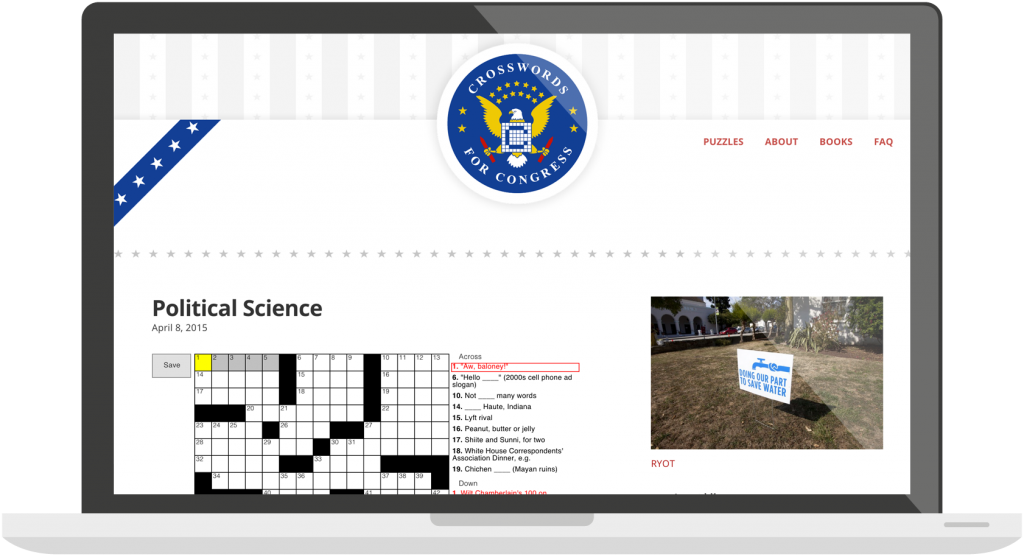 CROSSWORDS
FOR CONGRESS
PUZZLES ABOUT BOOKS FAQ
Political Science
April 8, 2015
Save
1 2 3 4 5 6 7 8 9 10 11 12 13
14 15 16
17 18 19
20 21 22
23 24 25 26 27
28 29 30 31
32 33
34 35 36 37 38 39
40 41 42
Across
1. "Aw, baloney!"
6. "Hello ____" (2000s cell phone ad
slogan)
10. Not ____ many words
14. ____ Haute, Indiana
15. Lyft rival
16. Peanut, butter or jelly
17. Shiite and Sunni, for two
18. White House Correspondents'
Association Dinner, e.g.
19. Chichen ____ (Mayan ruins)
Down
1. Wilt Chamberlain's 100 on
DOING OUR PART
TO SAVE WATER
RYOT